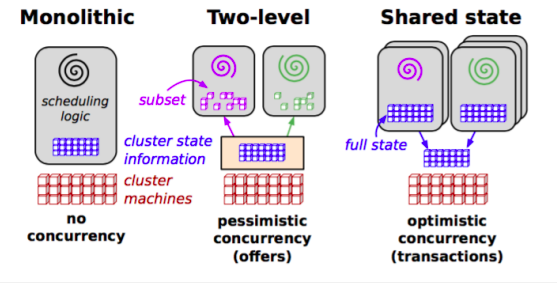 Monolithic
Two-level
Shared state
scheduling
logic
subset
cluster state
information
full state
cluster
machines
no
concurrency
pessimistic
concurrency
(offers)
optimistic
concurrency
(transactions)